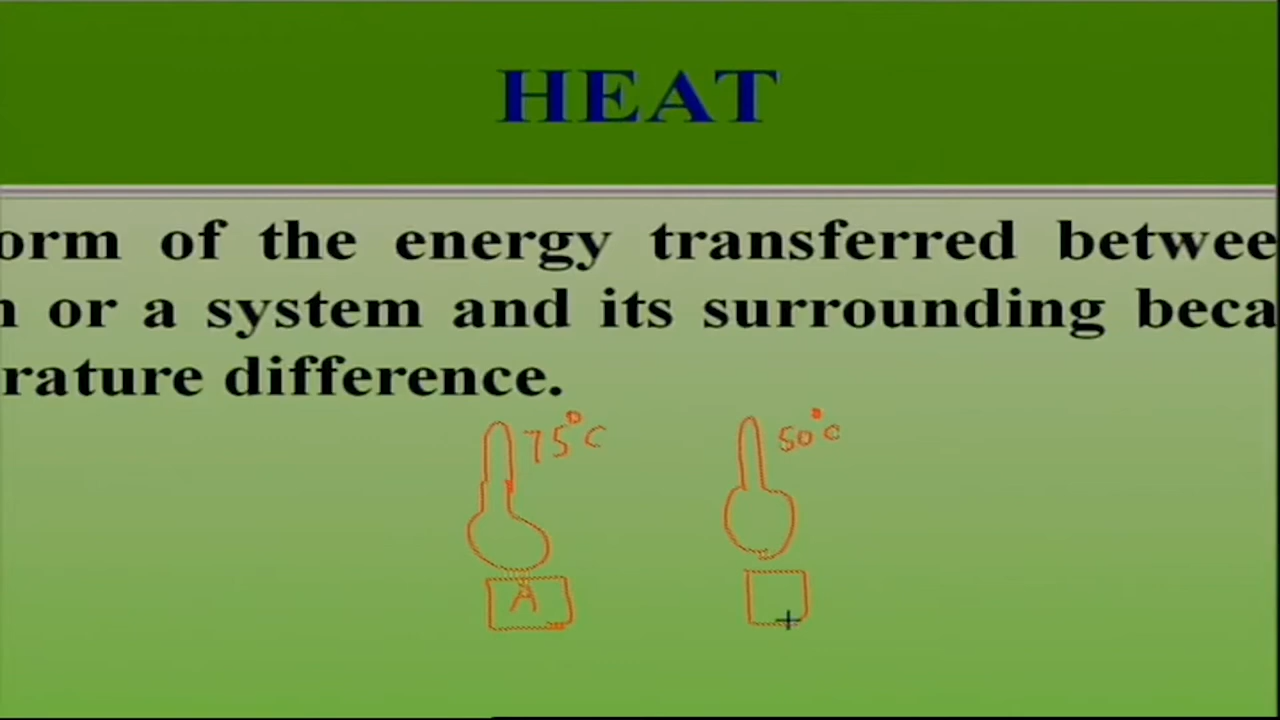 HEAT
orm of the energy transferred betwee
n or a system and its surrounding beca
rature difference.
75°C 50°C
A